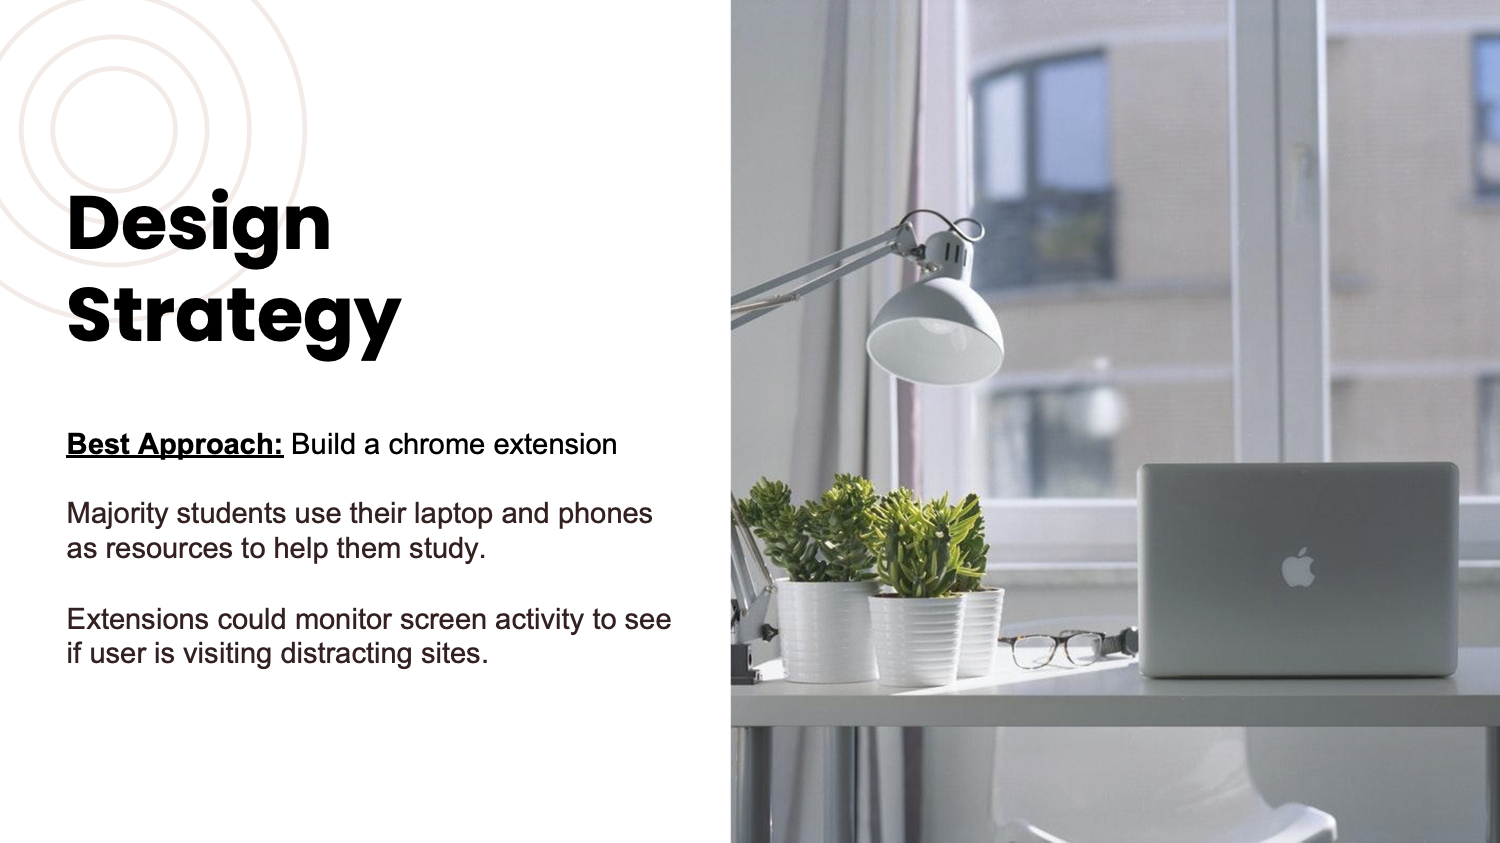 Design
Strategy
Best Approach: Build a chrome extension
Majority students use their laptop and phones
as resources to help them study.
Extensions could monitor screen activity to see
if user is visiting distracting sites.